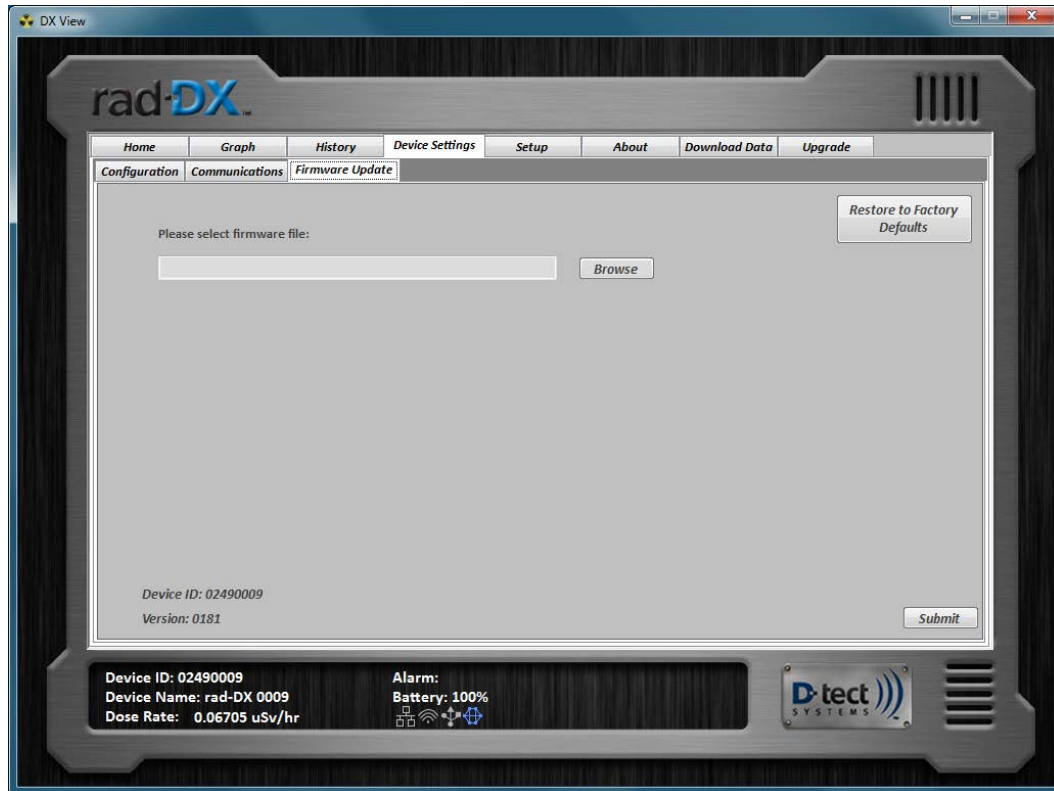 DX View
rad-DX™
Home Graph History Device Settings Setup About Download Data Upgrade
Configuration Communications Firmware Update
Restore to Factory
Defaults
Please select firmware file:
Browse
Device ID: 02490009
Version: 0181
Submit
Device ID: 02490009
Device Name: rad-DX 0009
Dose Rate: 0.06705 uSv/hr
Alarm:
Battery: 100%
D-tect
SYSTEMS